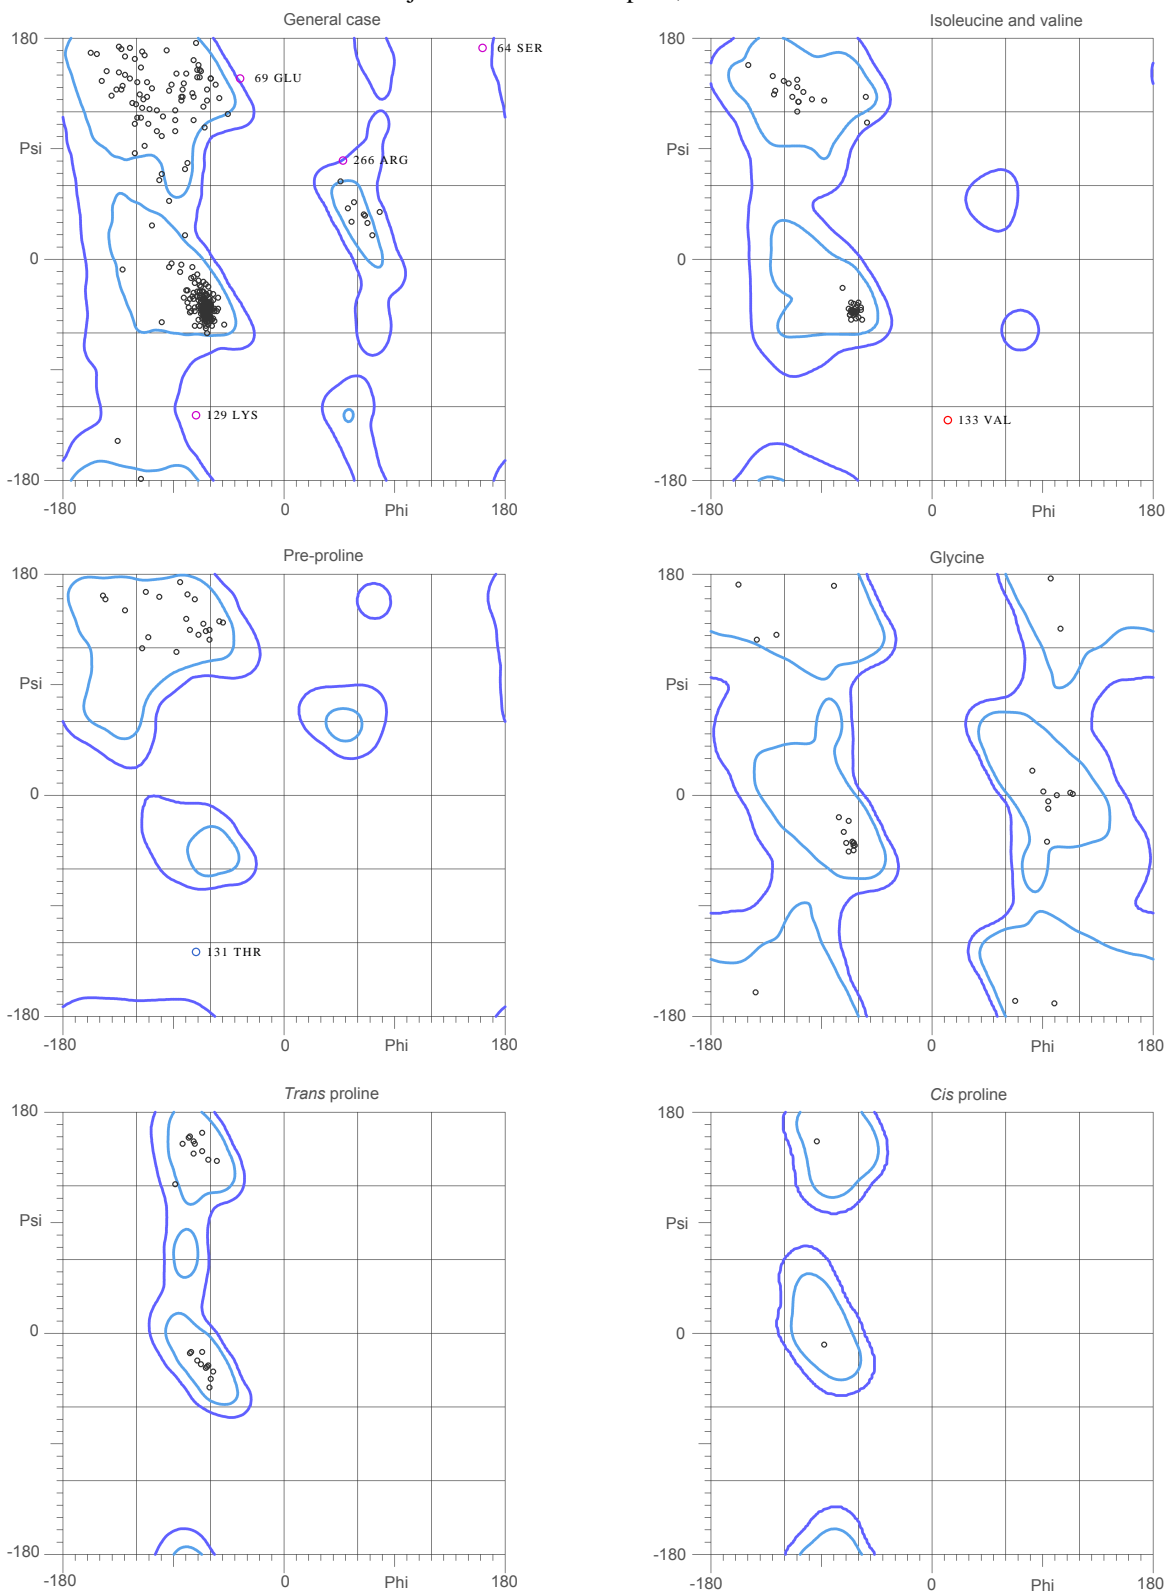 General case
180
64 SER
69 GLU
Psi
266 ARG
0
129 LYS
-180
-180
0
Phi
180
Isoleucine and valine
180
Psi
0
133 VAL
-180
-180
0
Phi
180
Pre-proline
180
Psi
0
131 THR
-180
-180
0
Phi
180
Glycine
180
Psi
0
-180
-180
0
Phi
180
Trans proline
180
Psi
0
-180
-180
0
Phi
180
Cis proline
180
Psi
0
-180
-180
0
Phi
180